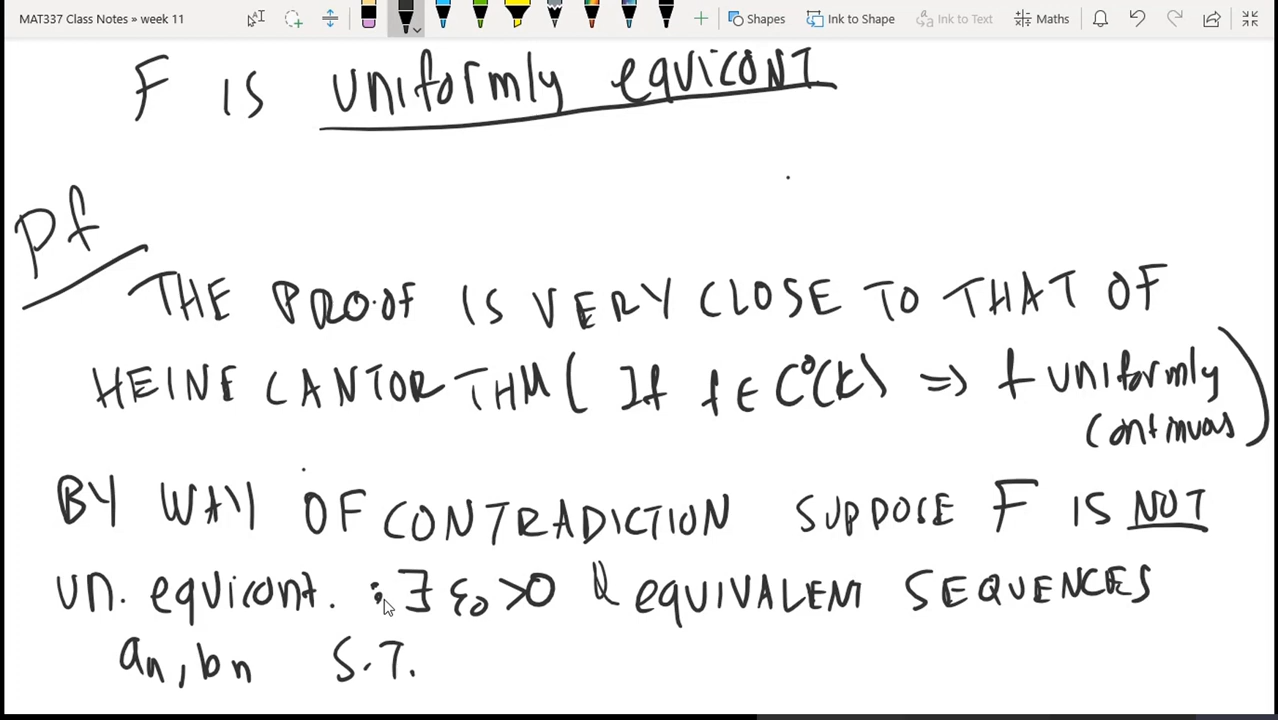 MAT337 Class Notes » week 11
Shapes
Ink to Shape
Ink to Text
Maths
F is uniformly equicont
Pf
THE PROOF IS VERY CLOSE TO THAT OF
HEINE CANTOR THM ( If f ∈ C⁰(K) => f uniformly
continuous )
BY WAY OF CONTRADICTION SUPPOSE F IS NOT
un. equicont. : ∃ ε₀ >0 & EQUIVALENT SEQUENCES
an, bn S.T.